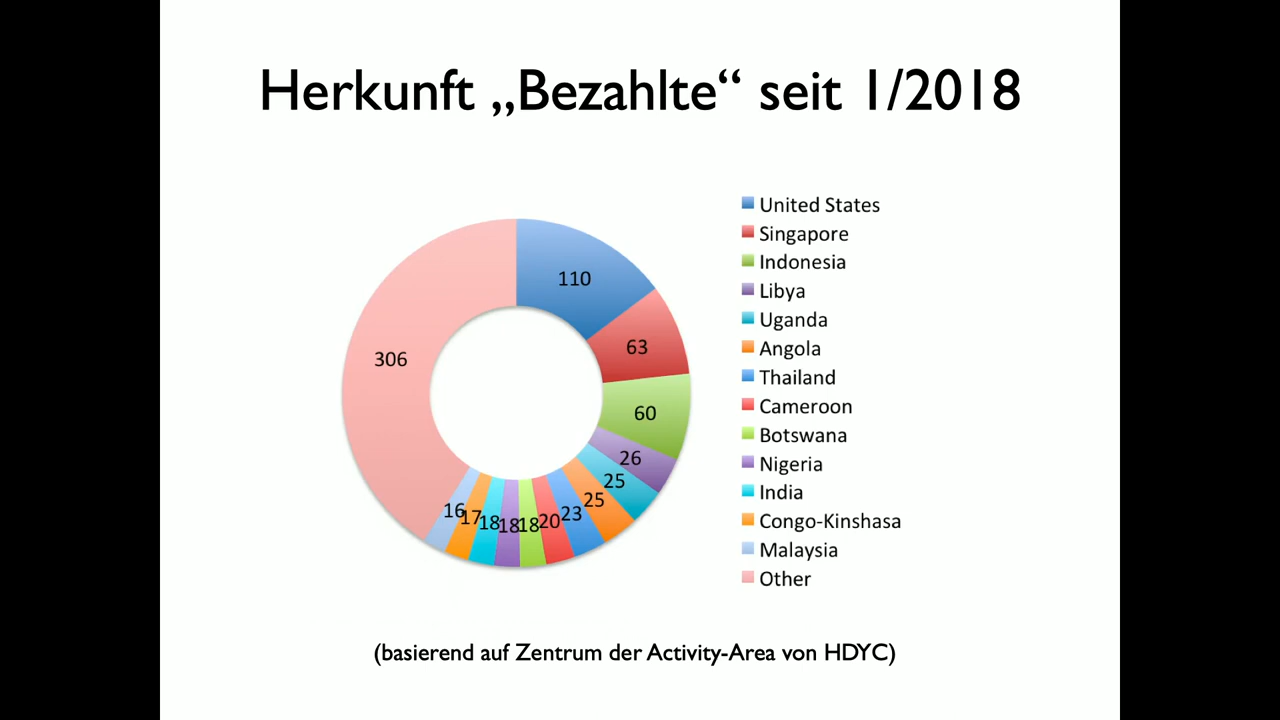 Herkunft „Bezahlte“ seit 1/2018
110
63
60
26
25
25
23
20
18
18
18
17
16
306
United States
Singapore
Indonesia
Libya
Uganda
Angola
Thailand
Cameroon
Botswana
Nigeria
India
Congo-Kinshasa
Malaysia
Other
(basierend auf Zentrum der Activity-Area von HDYC)